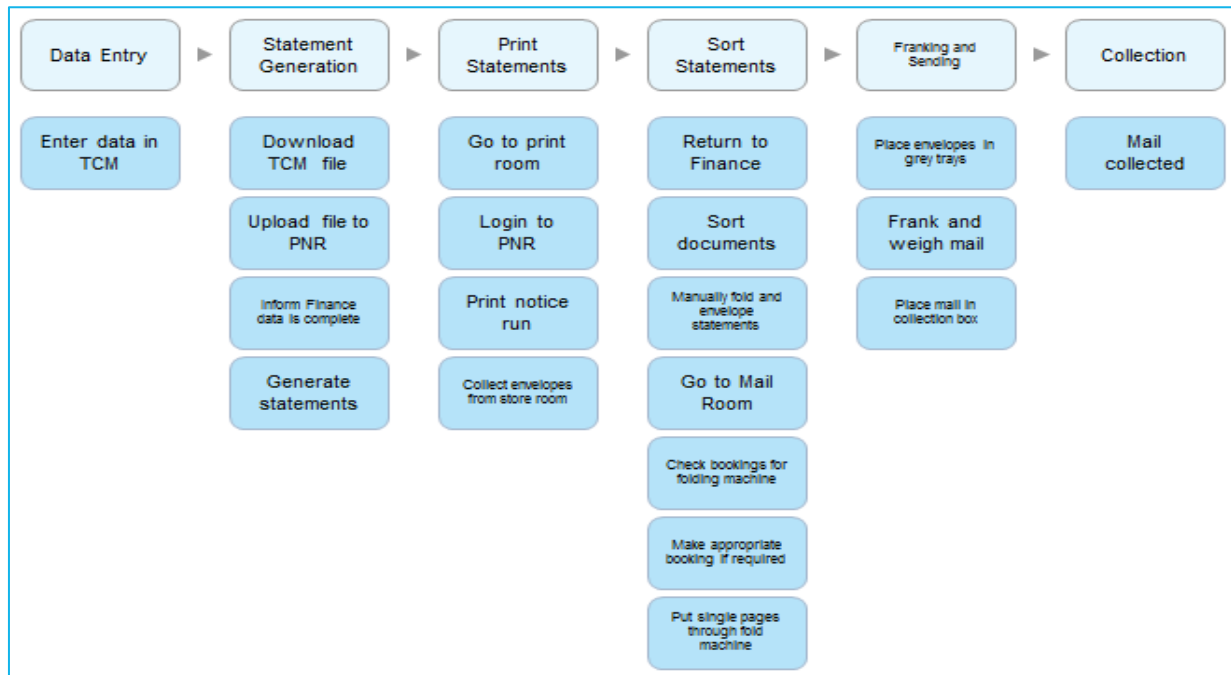 Data Entry
Statement
Generation
Print
Statements
Sort
Statements
Franking and
Sending
Collection
Enter data in
TCM
Download
TCM file
Upload file to
PNR
Inform Finance
data is complete
Generate
statements
Go to print
room
Login to
PNR
Print notice
run
Collect envelopes
from store room
Return to
Finance
Sort
documents
Manually fold and
envelope
statements
Go to Mail
Room
Check bookings for
folding machine
Make appropriate
booking if required
Put single pages
through fold
machine
Place envelopes in
grey trays
Frank and
weigh mail
Place mail in
collection box
Mail
collected